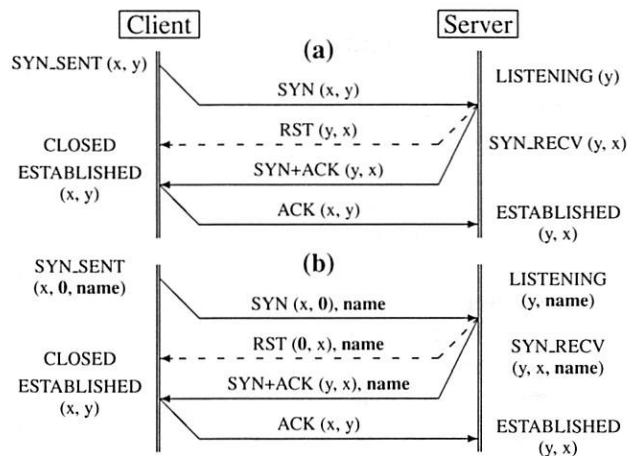 Client Server
(a)
SYN_SENT (x, y)
LISTENING (y)
SYN (x, y)
RST (y, x)
CLOSED
SYN_RECV (y, x)
SYN+ACK (y, x)
ESTABLISHED
(x, y)
ACK (x, y)
ESTABLISHED
(y, x)
(b)
SYN_SENT
(x, 0, name)
LISTENING
(y, name)
SYN (x, 0), name
RST (0, x), name
CLOSED
SYN_RECV
(y, x, name)
SYN+ACK (y, x), name
ESTABLISHED
(x, y)
ACK (x, y)
ESTABLISHED
(y, x)